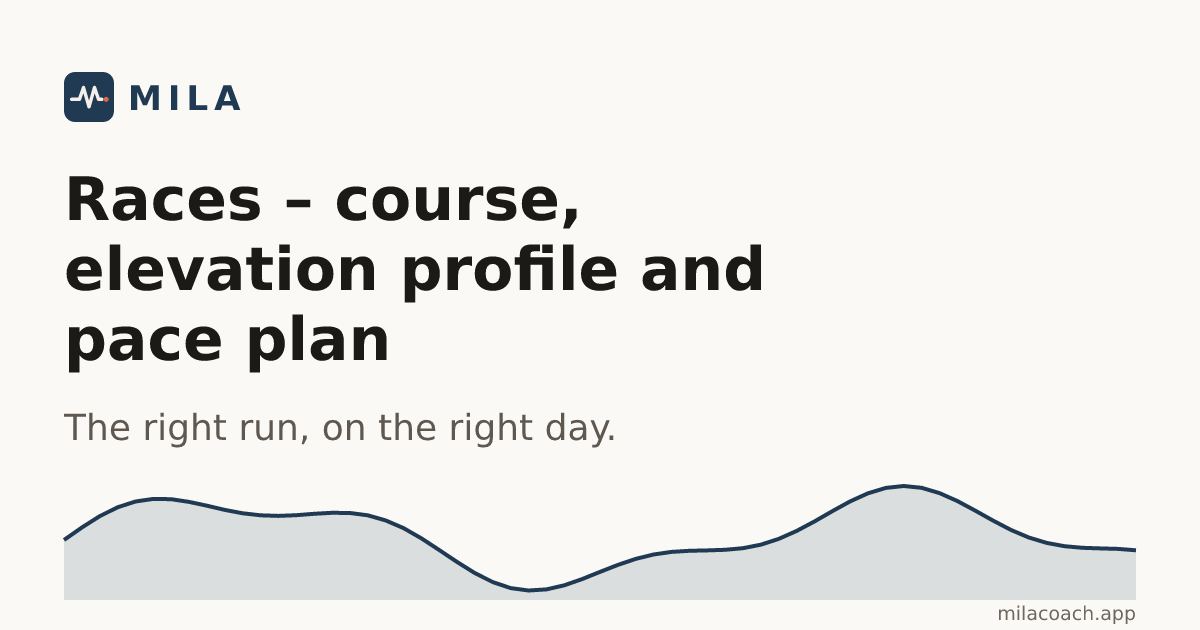 MILA
Races – course,
elevation profile and
pace plan
The right run, on the right day.
milacoach.app